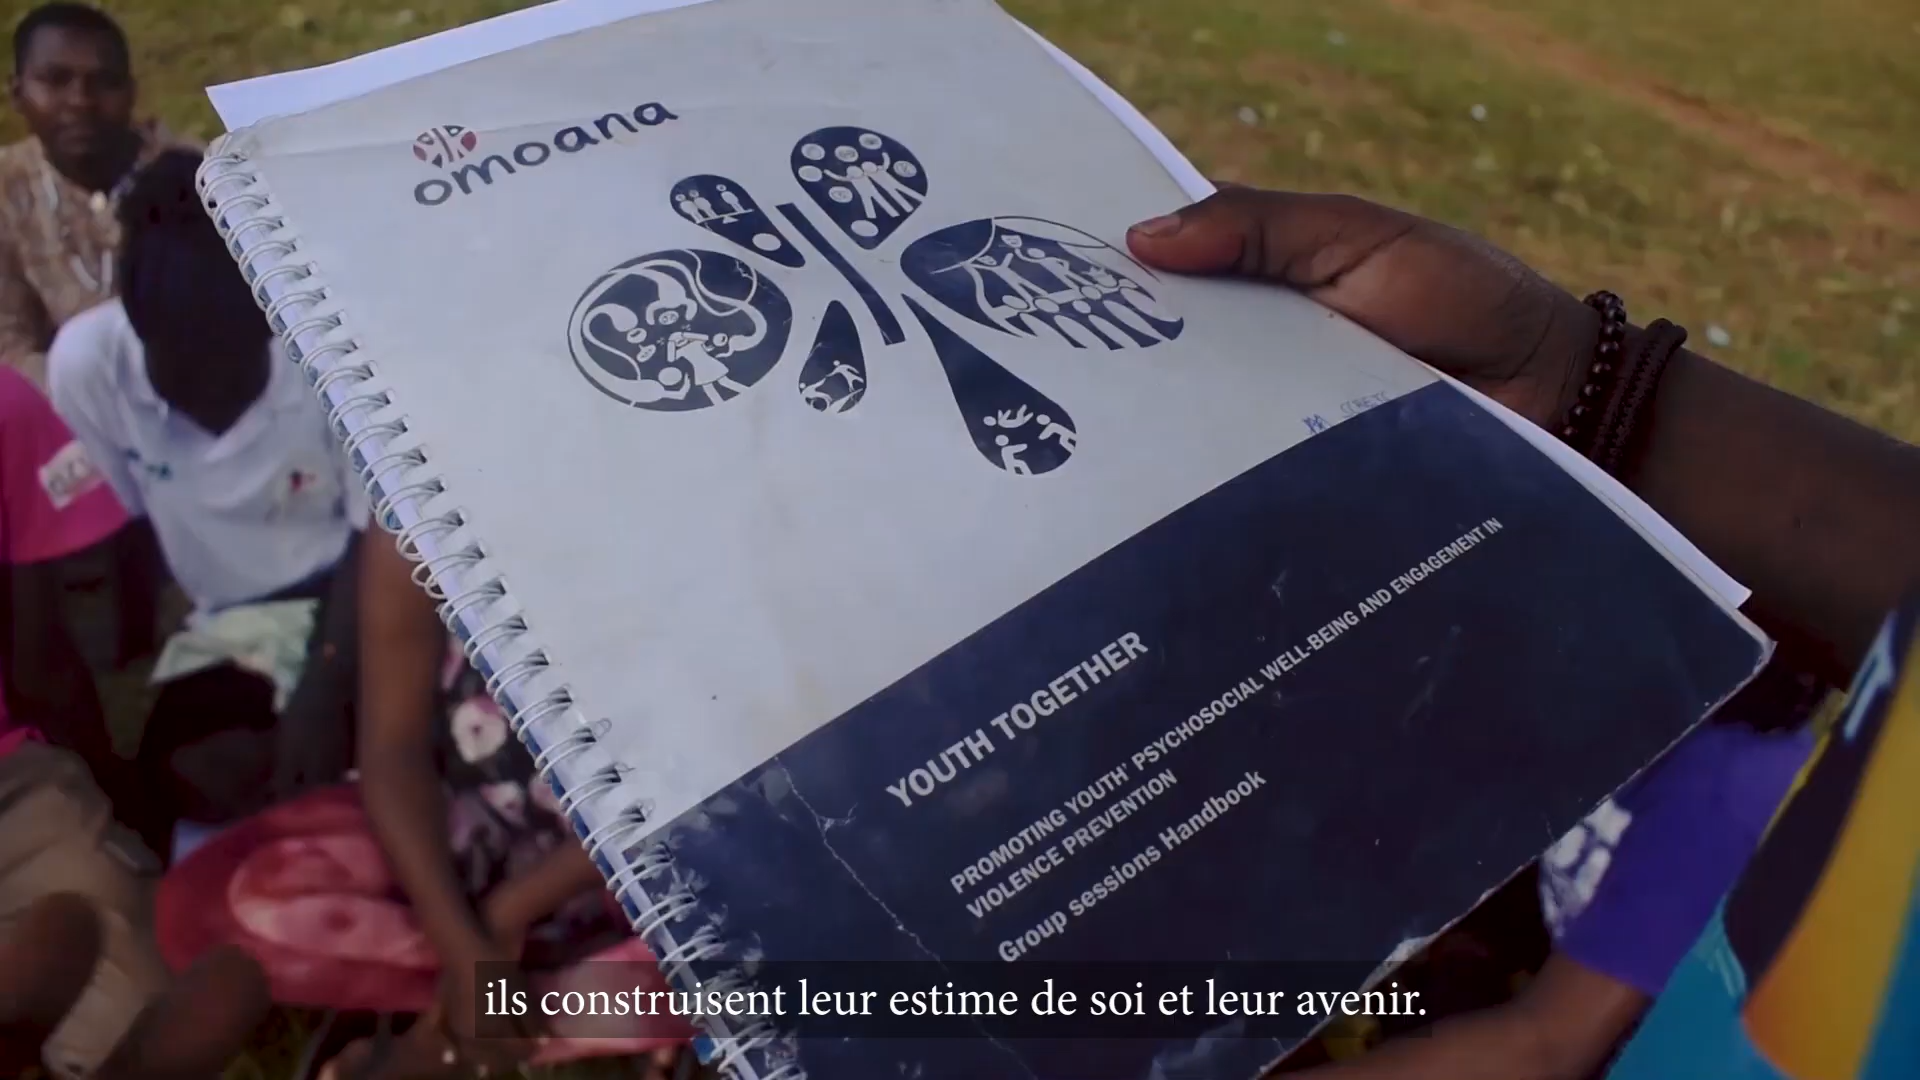 omoana
YOUTH TOGETHER
PROMOTING YOUTH' PSYCHOSOCIAL WELL-BEING AND ENGAGEMENT IN
VIOLENCE PREVENTION
Group sessions Handbook
ils construisent leur estime de soi et leur avenir.